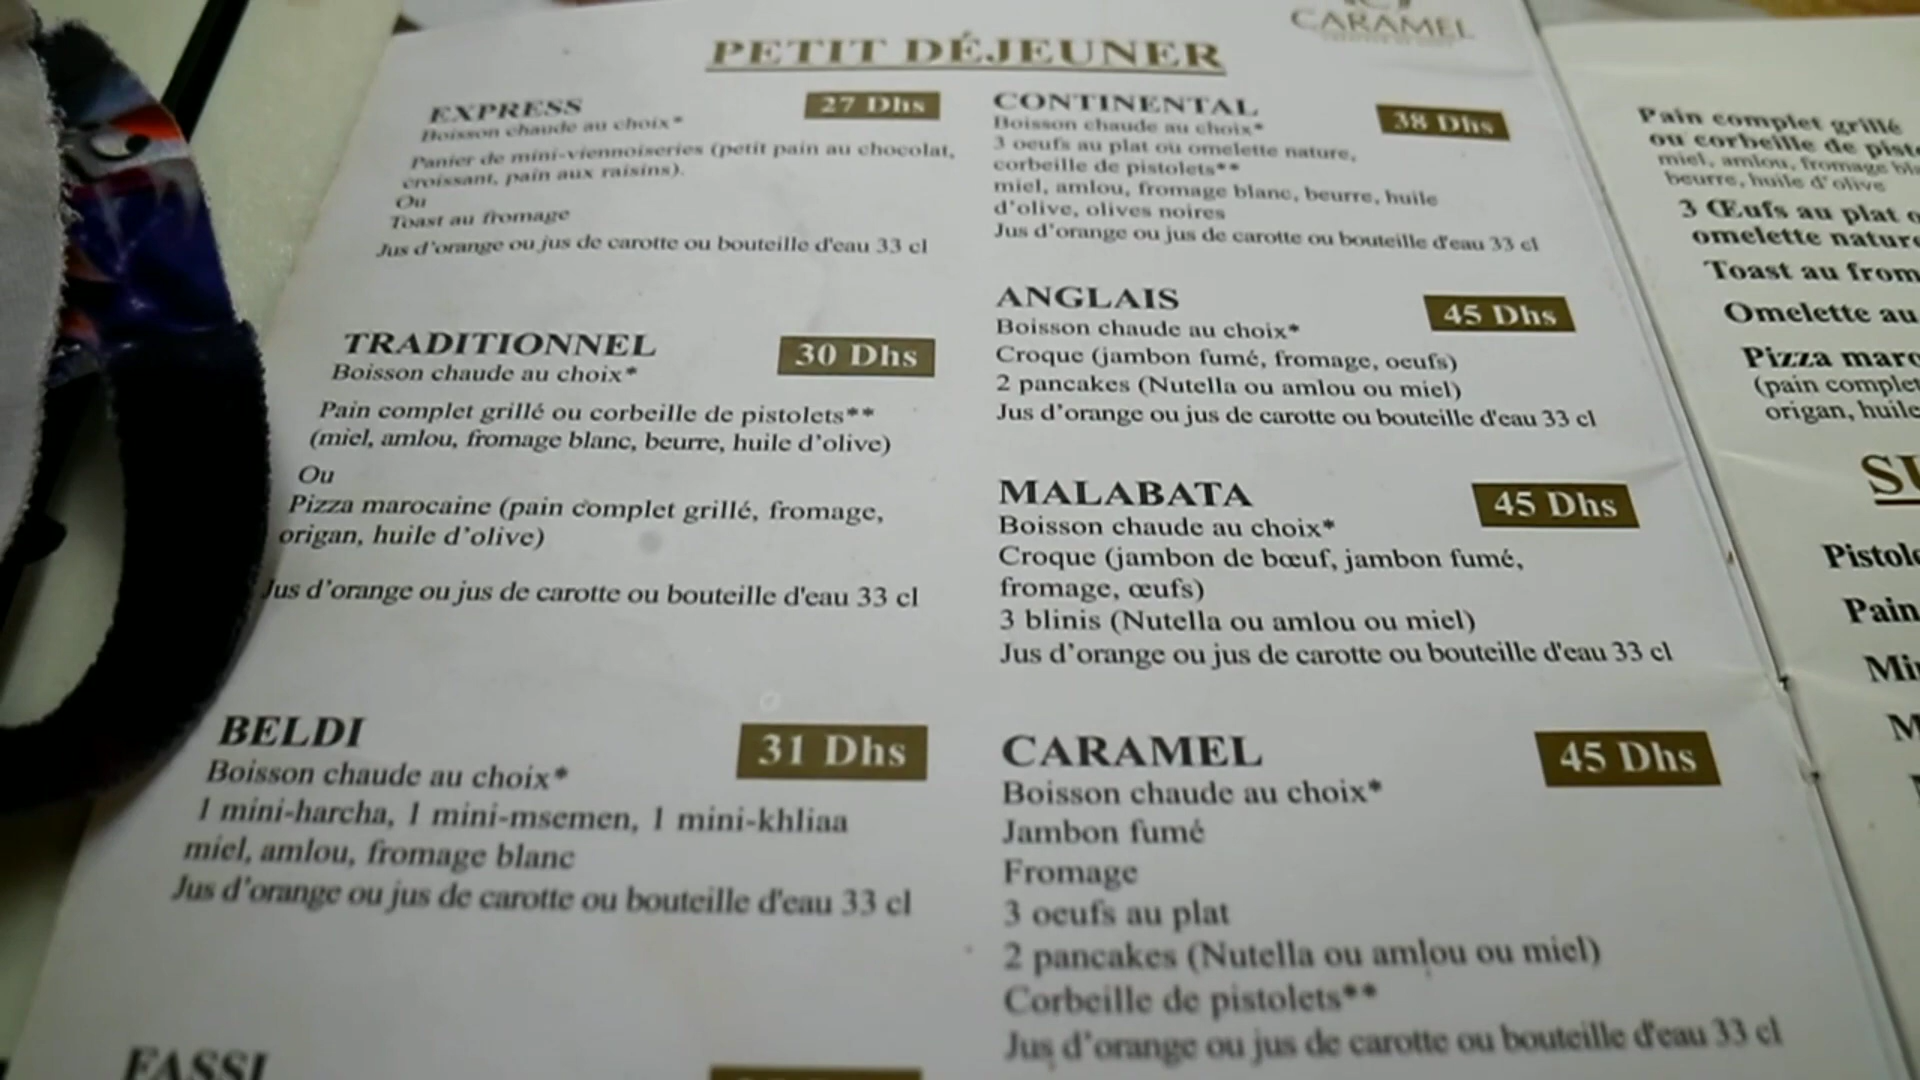 CARAMEL
PETIT DÉJEUNER
EXPRESS
27 Dhs
Boisson chaude au choix*
Panier de mini-viennoiseries (petit pain au chocolat,
croissant, pain aux raisins).
Ou
Toast au fromage
Jus d'orange ou jus de carotte ou bouteille d'eau 33 cl
TRADITIONNEL
30 Dhs
Boisson chaude au choix*
Pain complet grillé ou corbeille de pistolets**
(miel, amlou, fromage blanc, beurre, huile d'olive)
Ou
Pizza marocaine (pain complet grillé, fromage,
origan, huile d'olive)
Jus d'orange ou jus de carotte ou bouteille d'eau 33 cl
BELDI
31 Dhs
Boisson chaude au choix*
1 mini-harcha, 1 mini-msemen, 1 mini-khliaa
miel, amlou, fromage blanc
Jus d'orange ou jus de carotte ou bouteille d'eau 33 cl
FASSI
CONTINENTAL
38 Dhs
Boisson chaude au choix*
3 oeufs au plat ou omelette nature,
corbeille de pistolets**
miel, amlou, fromage blanc, beurre, huile
d'olive, olives noires
Jus d'orange ou jus de carotte ou bouteille d'eau 33 cl
ANGLAIS
45 Dhs
Boisson chaude au choix*
Croque (jambon fumé, fromage, oeufs)
2 pancakes (Nutella ou amlou ou miel)
Jus d'orange ou jus de carotte ou bouteille d'eau 33 cl
MALABATA
45 Dhs
Boisson chaude au choix*
Croque (jambon de bœuf, jambon fumé,
fromage, œufs)
3 blinis (Nutella ou amlou ou miel)
Jus d'orange ou jus de carotte ou bouteille d'eau 33 cl
CARAMEL
45 Dhs
Boisson chaude au choix*
Jambon fumé
Fromage
3 oeufs au plat
2 pancakes (Nutella ou amlou ou miel)
Corbeille de pistolets**
Jus d'orange ou jus de carotte ou bouteille d'eau 33 cl
Pain complet grillé
ou corbeille de pisto
miel, amlou, fromage bla
beurre, huile d'olive
3 Œufs au plat o
omelette nature
Toast au from
Omelette au
Pizza maro
(pain complet
origan, huile
SU
Pistole
Pain